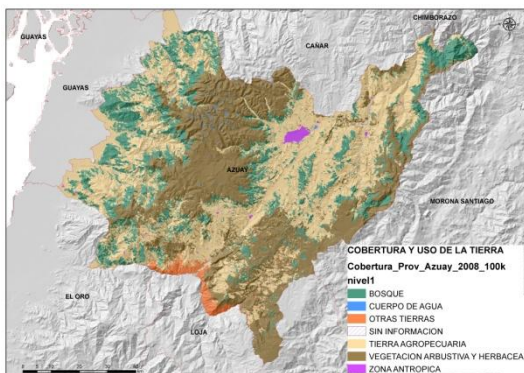 CHIMBORAZO
GUAYAS
CAÑAR
GUAYAS
AZUAY
MORONA SANTIAGO
EL ORO
LOJA
COBERTURA Y USO DE LA TIERRA
Cobertura_Prov_Azuay_2008_100k
nivel1
BOSQUE
CUERPO DE AGUA
OTRAS TIERRAS
SIN INFORMACION
TIERRA AGROPECUARIA
VEGETACION ARBUSTIVA Y HERBACEA
ZONA ANTROPICA